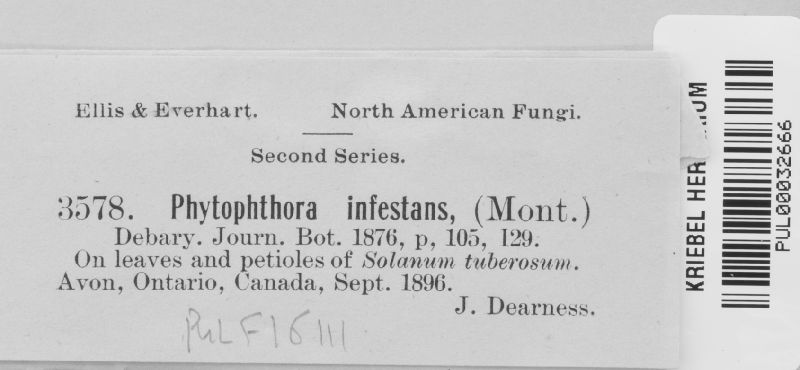 Ellis & Everhart. North American Fungi.
Second Series.
3578. Phytophthora infestans, (Mont.)
Debary. Journ. Bot. 1876, p, 105, 129.
On leaves and petioles of Solanum tuberosum.
Avon, Ontario, Canada, Sept. 1896.
J. Dearness.
PuL F16111
KRIEBEL HER
PUL00032666